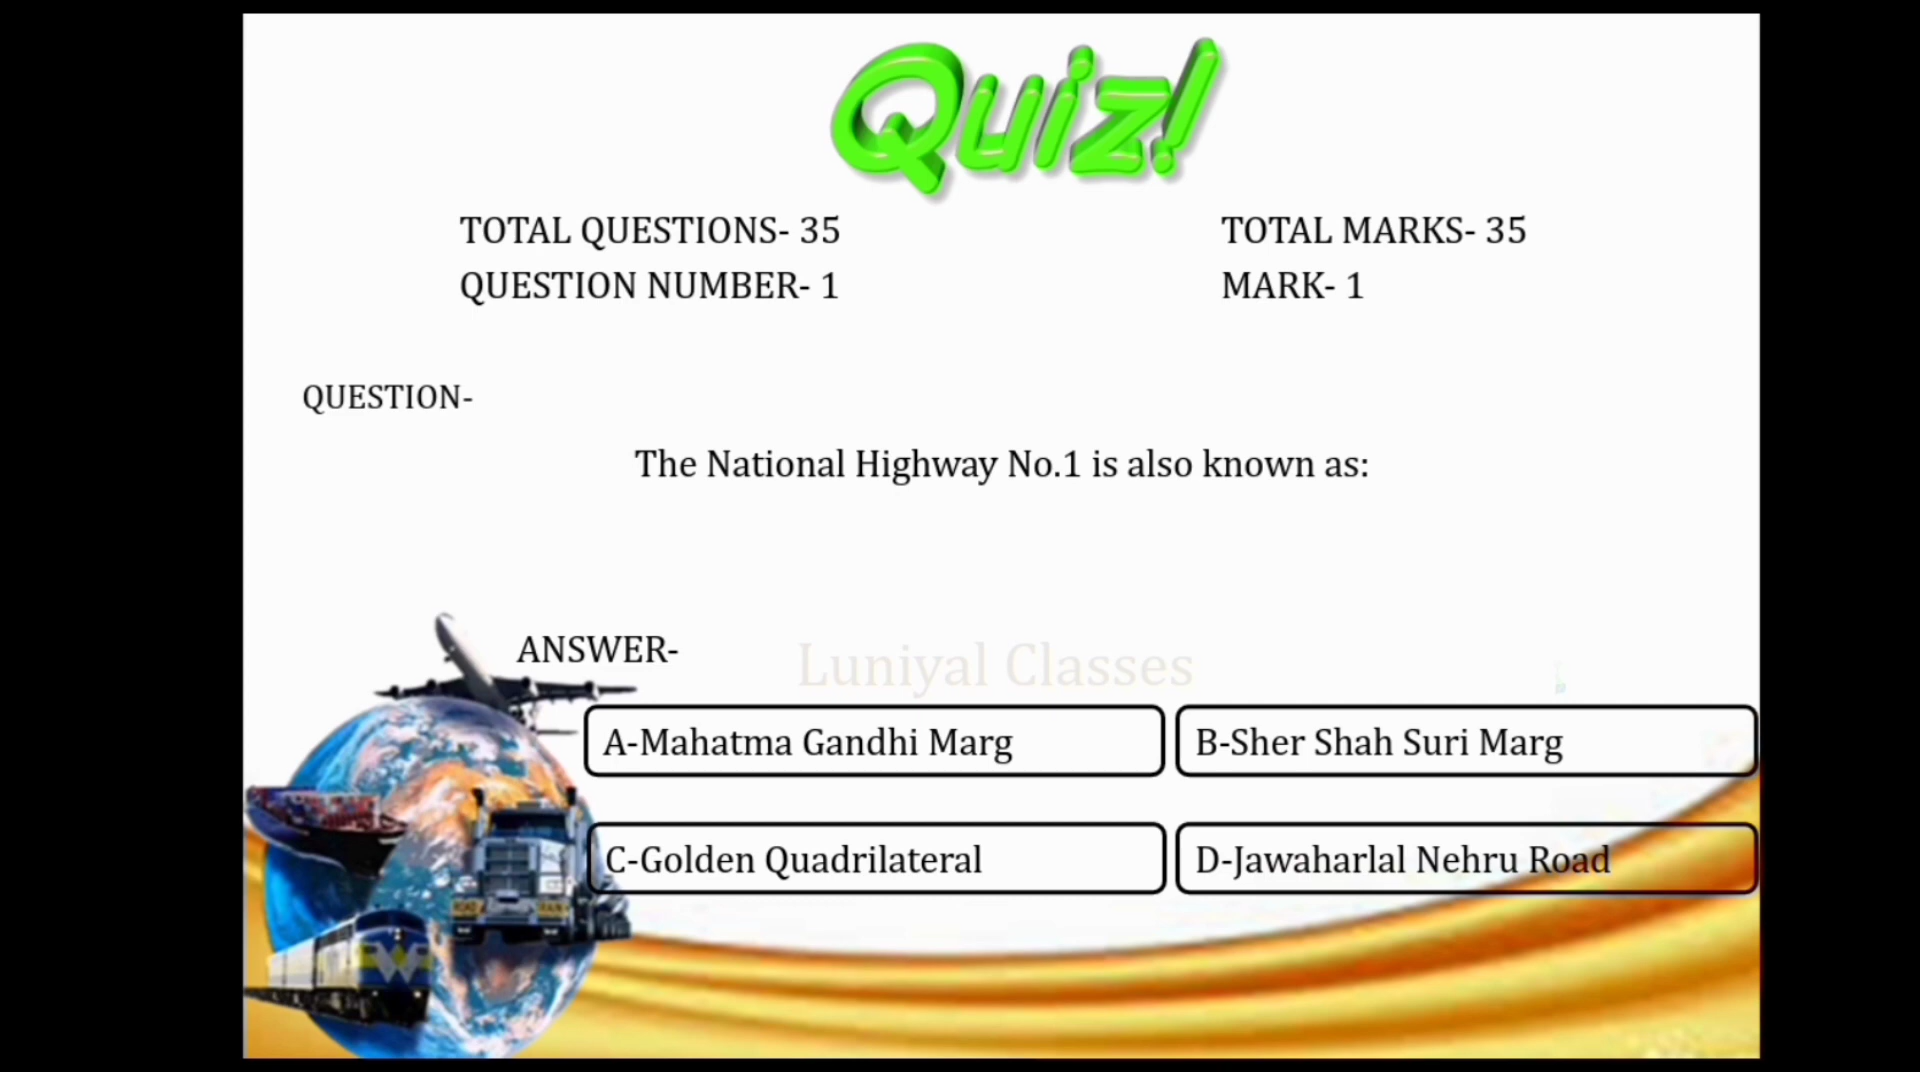 Quiz!
TOTAL QUESTIONS- 35
TOTAL MARKS- 35
QUESTION NUMBER- 1
MARK- 1
QUESTION-
The National Highway No.1 is also known as:
ANSWER-
Luniyal Classes
A-Mahatma Gandhi Marg
B-Sher Shah Suri Marg
C-Golden Quadrilateral
D-Jawaharlal Nehru Road